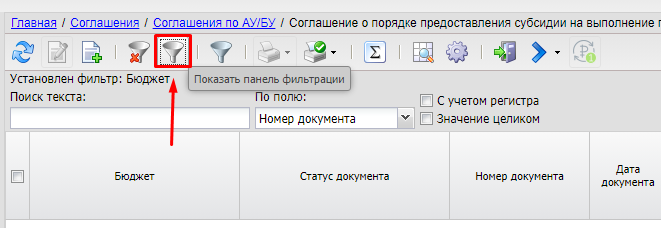 Главная / Соглашения / Соглашения по АУ/БУ / Соглашение о порядке предоставления субсидии на выполнение
Показать панель фильтрации
Установлен фильтр: Бюджет
Поиск текста: По полю: С учетом регистра
Номер документа Значение целиком
Бюджет Статус документа Номер документа Дата
документа